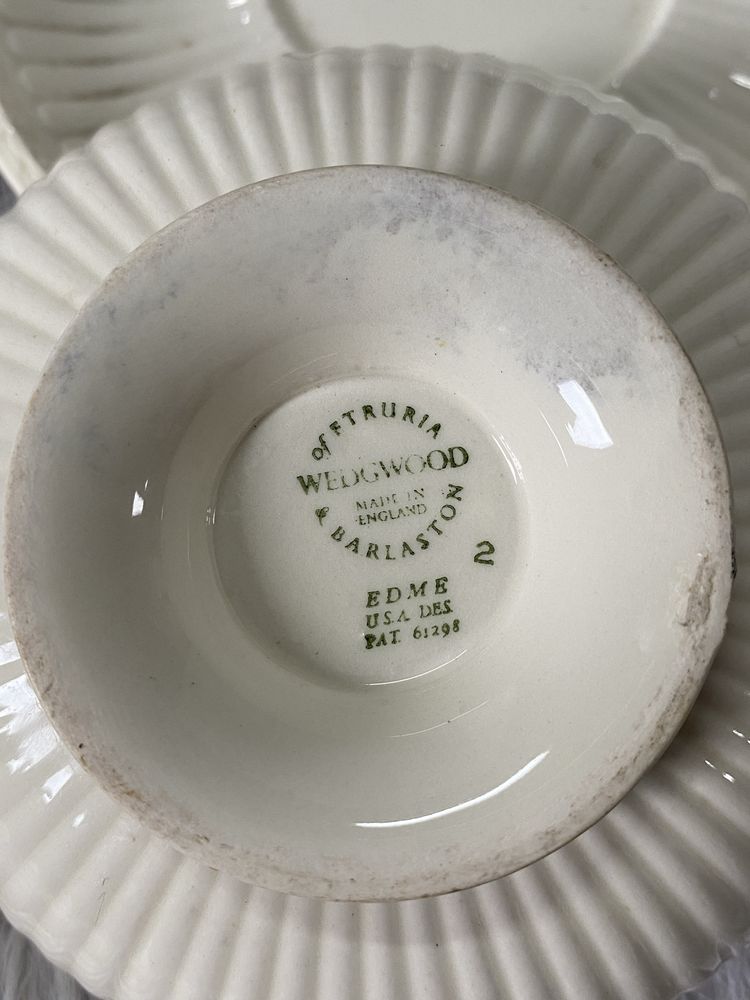 of ETRURIA
WEDGWOOD
MADE IN
ENGLAND
& BARLASTON
2
EDME
U.S.A. DES.
PAT. 61298